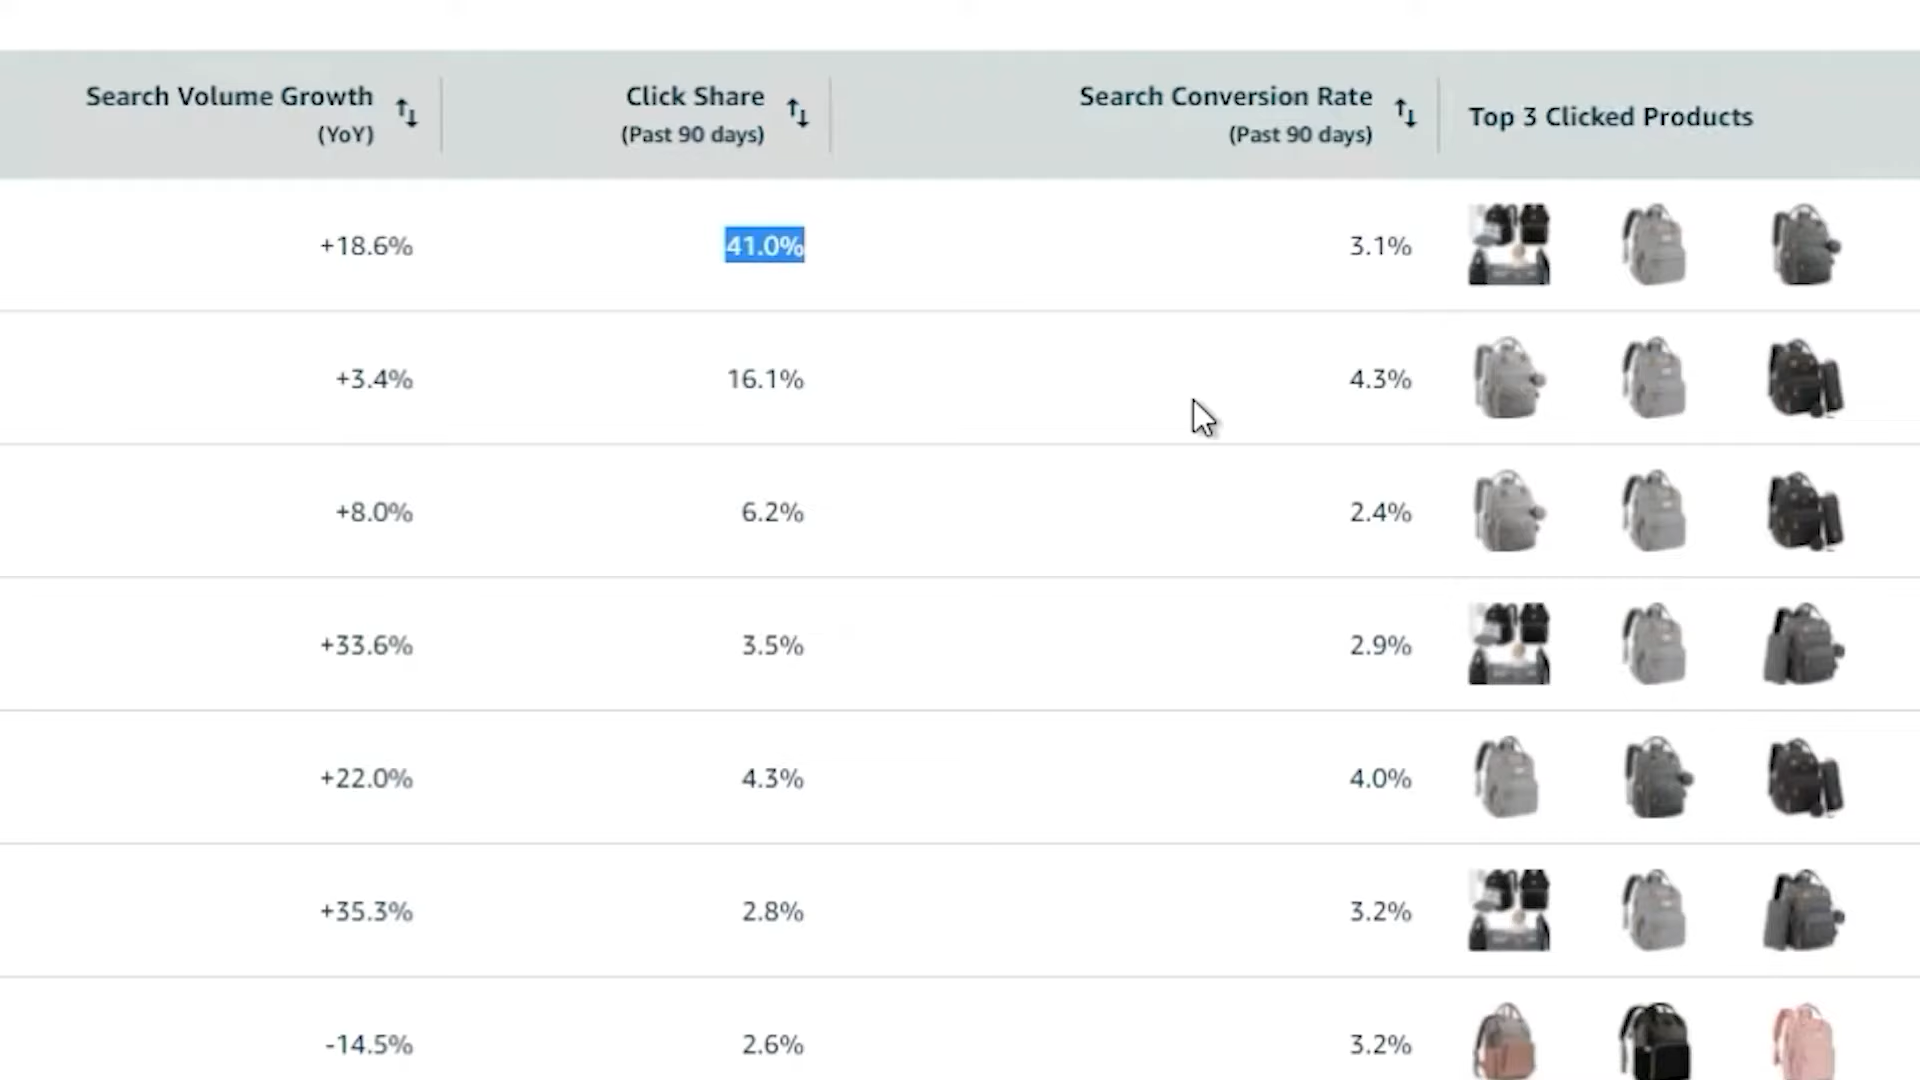 Search Volume Growth
(YoY)
Click Share
(Past 90 days)
Search Conversion Rate
(Past 90 days)
Top 3 Clicked Products
+18.6% 41.0% 3.1%
+3.4% 16.1% 4.3%
+8.0% 6.2% 2.4%
+33.6% 3.5% 2.9%
+22.0% 4.3% 4.0%
+35.3% 2.8% 3.2%
-14.5% 2.6% 3.2%